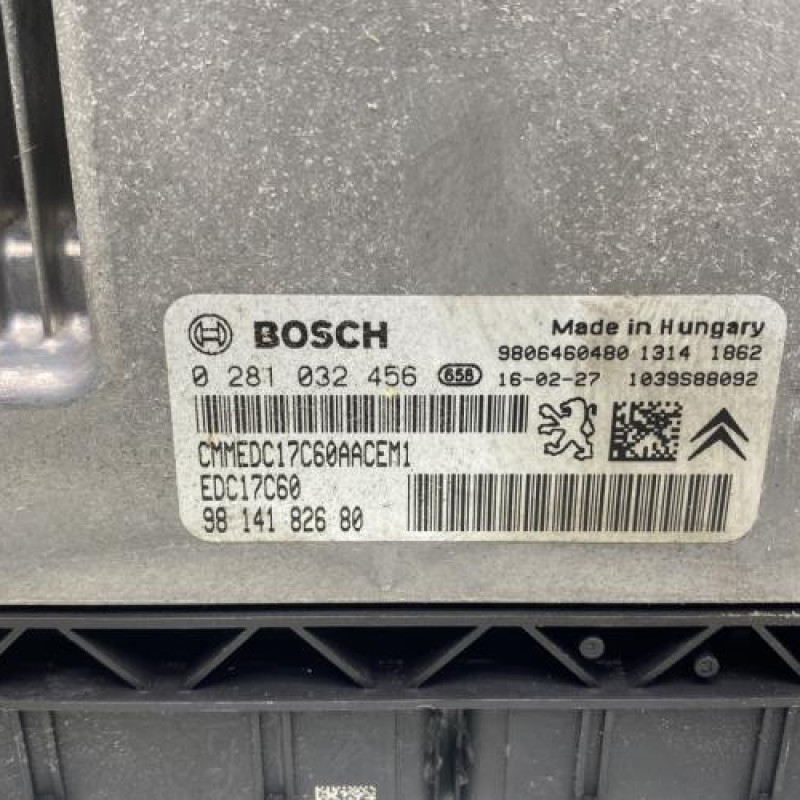 BOSCH
Made in Hungary
9806460480 1314 1862
0 281 032 456 658 16-02-27 1039S88092
CMMEDC17C60AACEM1
EDC17C60
98 141 826 80